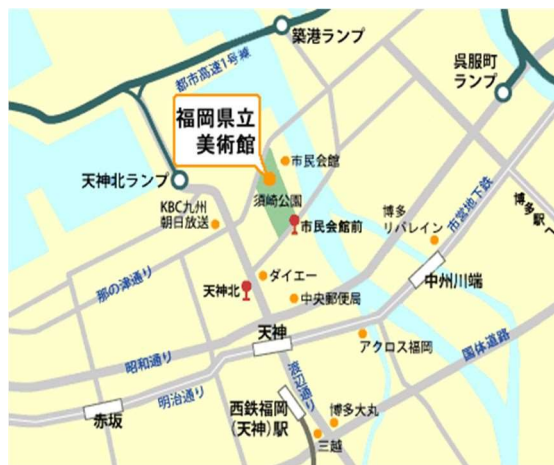 築港ランプ
都市高速1号線
呉服町
ランプ
福岡県立
美術館
市民会館
天神北ランプ
須崎公園
KBC九州
朝日放送
市民会館前
博多
リバレイン
市営地下鉄
博多駅へ
那の津通り
ダイエー
天神北
中央郵便局
中州川端
天神
アクロス福岡
国体道路
昭和通り
明治通り
渡辺通り
赤坂
西鉄福岡
(天神)駅
博多大丸
三越